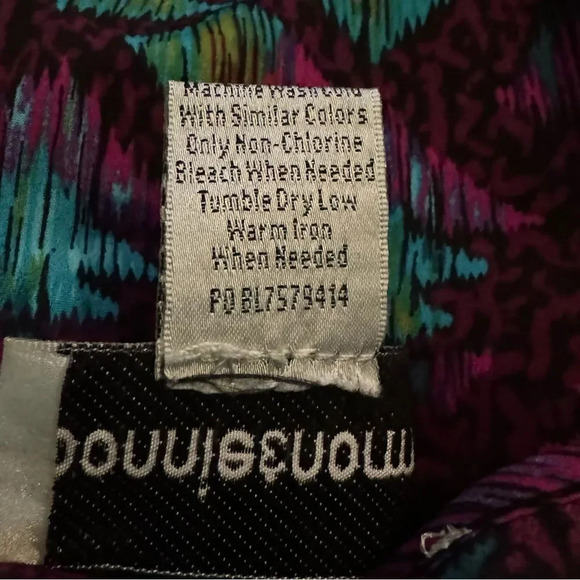 Machine Wash Cold
With Similar Colors
Only Non-Chlorine
Bleach When Needed
Tumble Dry Low
Warm Iron
When Needed
PO BL7579414